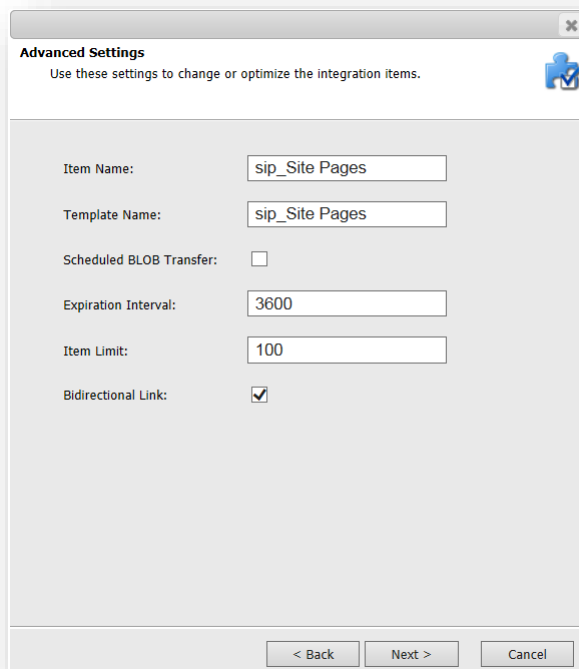 Advanced Settings
Use these settings to change or optimize the integration items.
Item Name: sip_Site Pages
Template Name: sip_Site Pages
Scheduled BLOB Transfer:
Expiration Interval: 3600
Item Limit: 100
Bidirectional Link:
< Back Next > Cancel